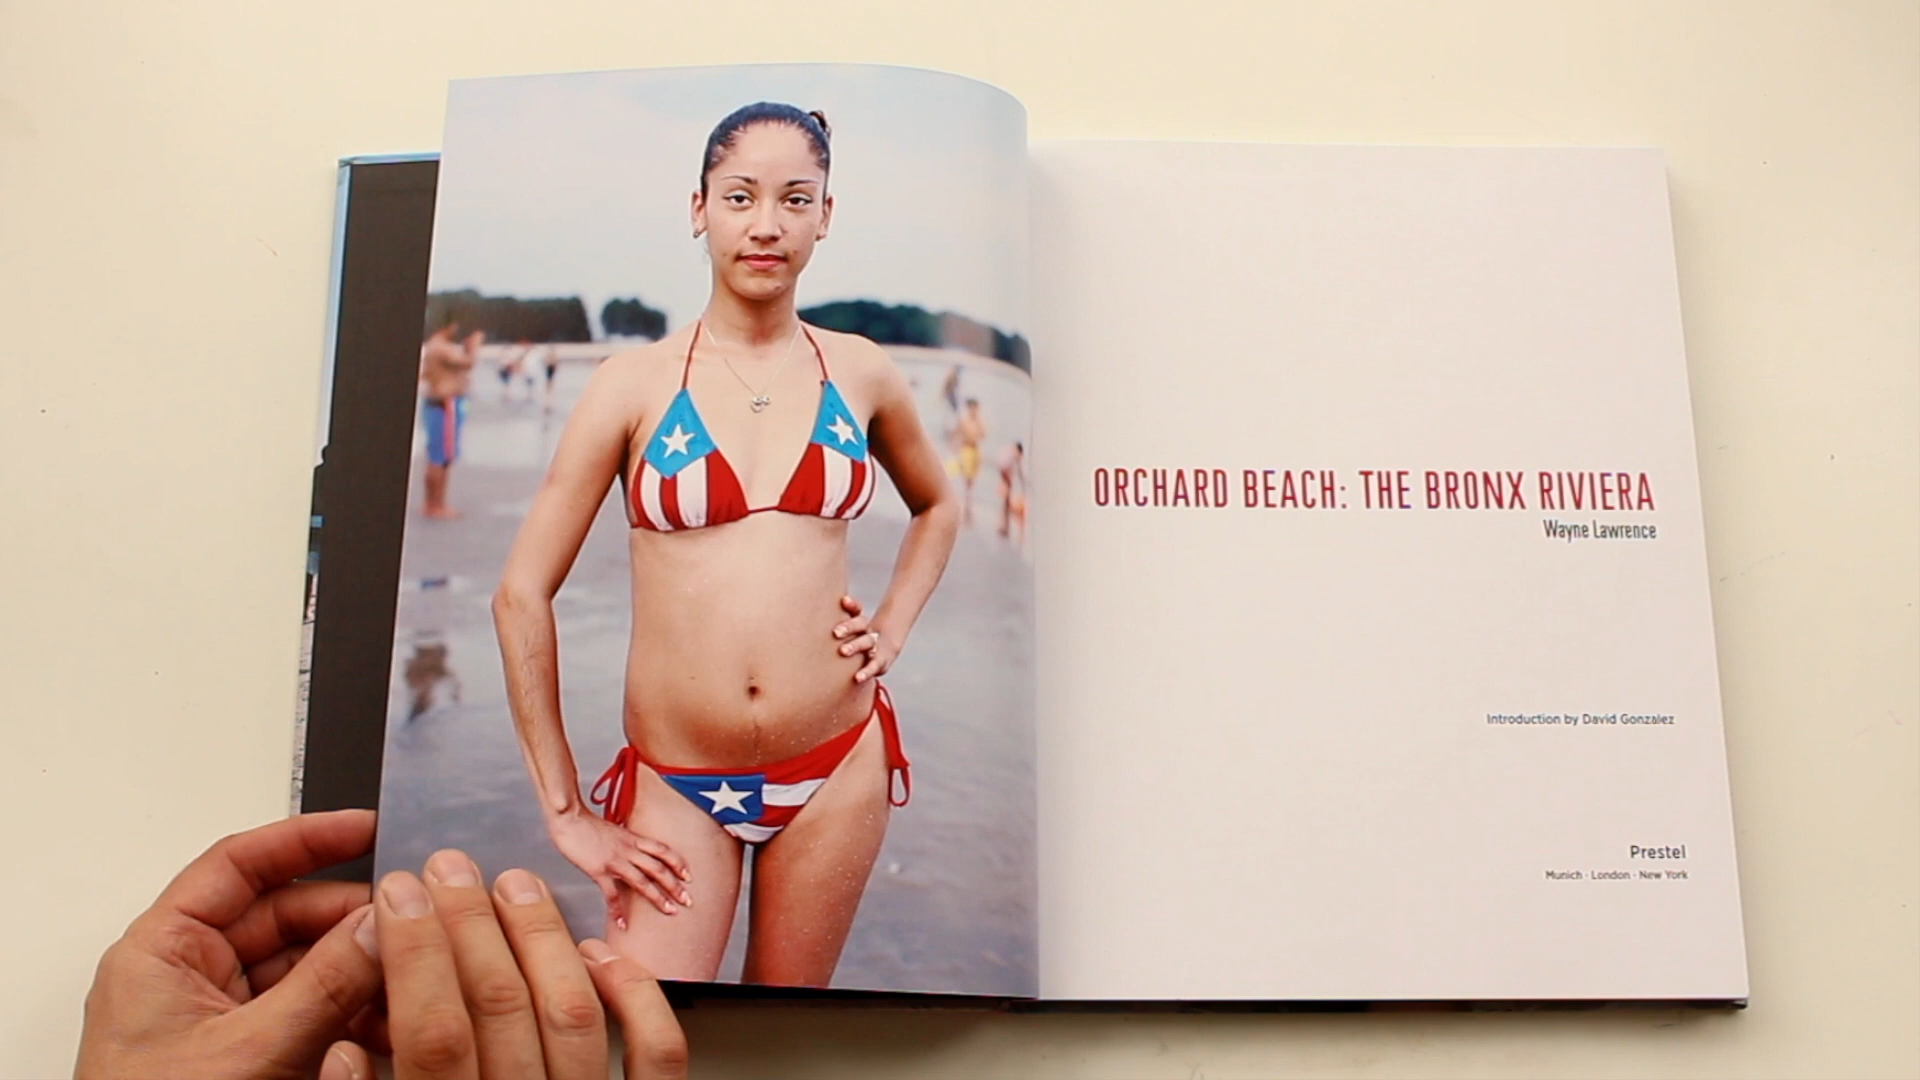 ORCHARD BEACH: THE BRONX RIVIERA
Wayne Lawrence
Introduction by David Gonzalez
Prestel
Munich · London · New York